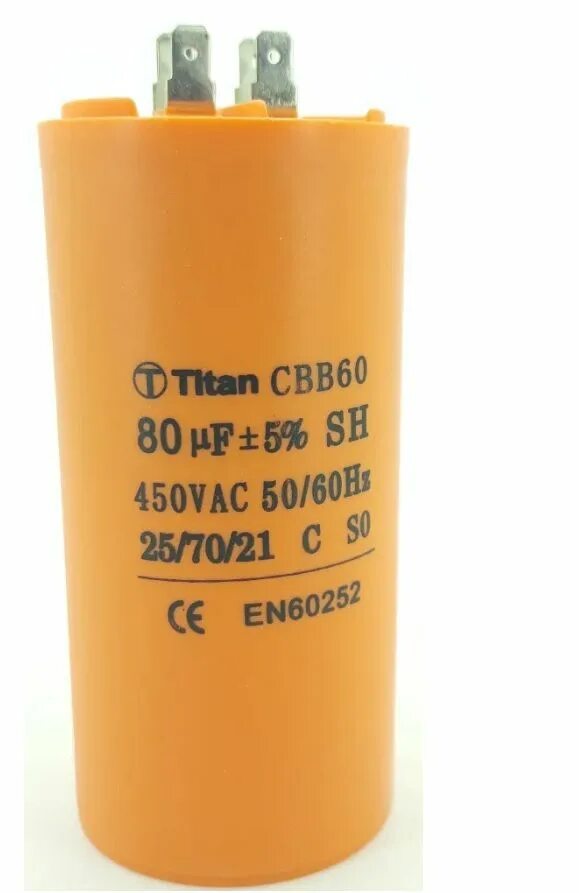 Titan CBB60
80 µF ± 5% SH
450VAC 50/60Hz
25/70/21 C S0
CE EN60252